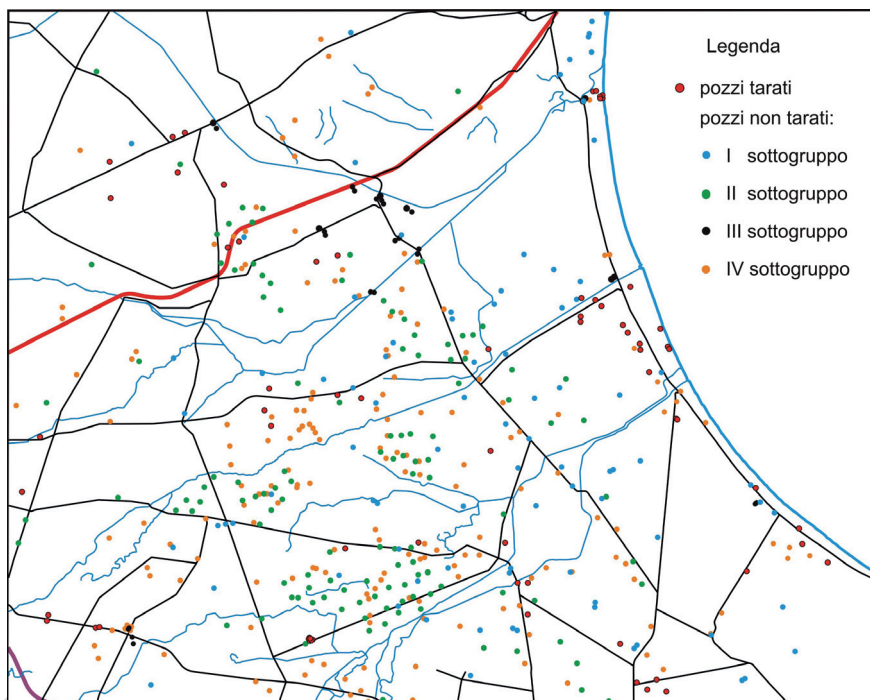 Legenda
pozzi tarati
pozzi non tarati:
I sottogruppo
II sottogruppo
III sottogruppo
IV sottogruppo